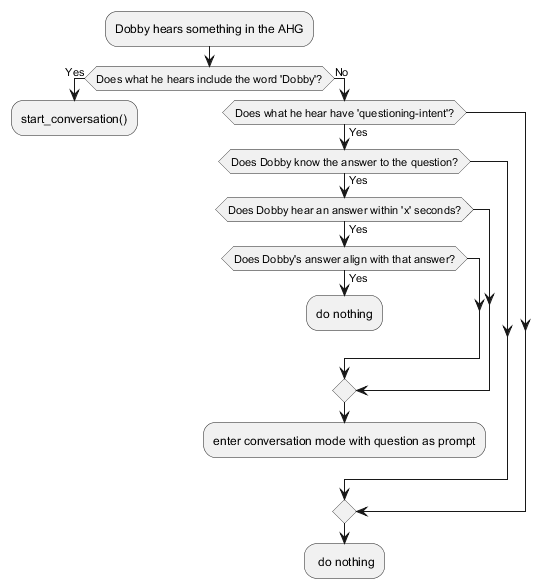 Dobby hears something in the AHG
Yes
Does what he hears include the word 'Dobby'?
No
start_conversation()
Does what he hear have 'questioning-intent'?
Yes
Does Dobby know the answer to the question?
Yes
Does Dobby hear an answer within 'x' seconds?
Yes
Does Dobby's answer align with that answer?
Yes
do nothing
enter conversation mode with question as prompt
do nothing